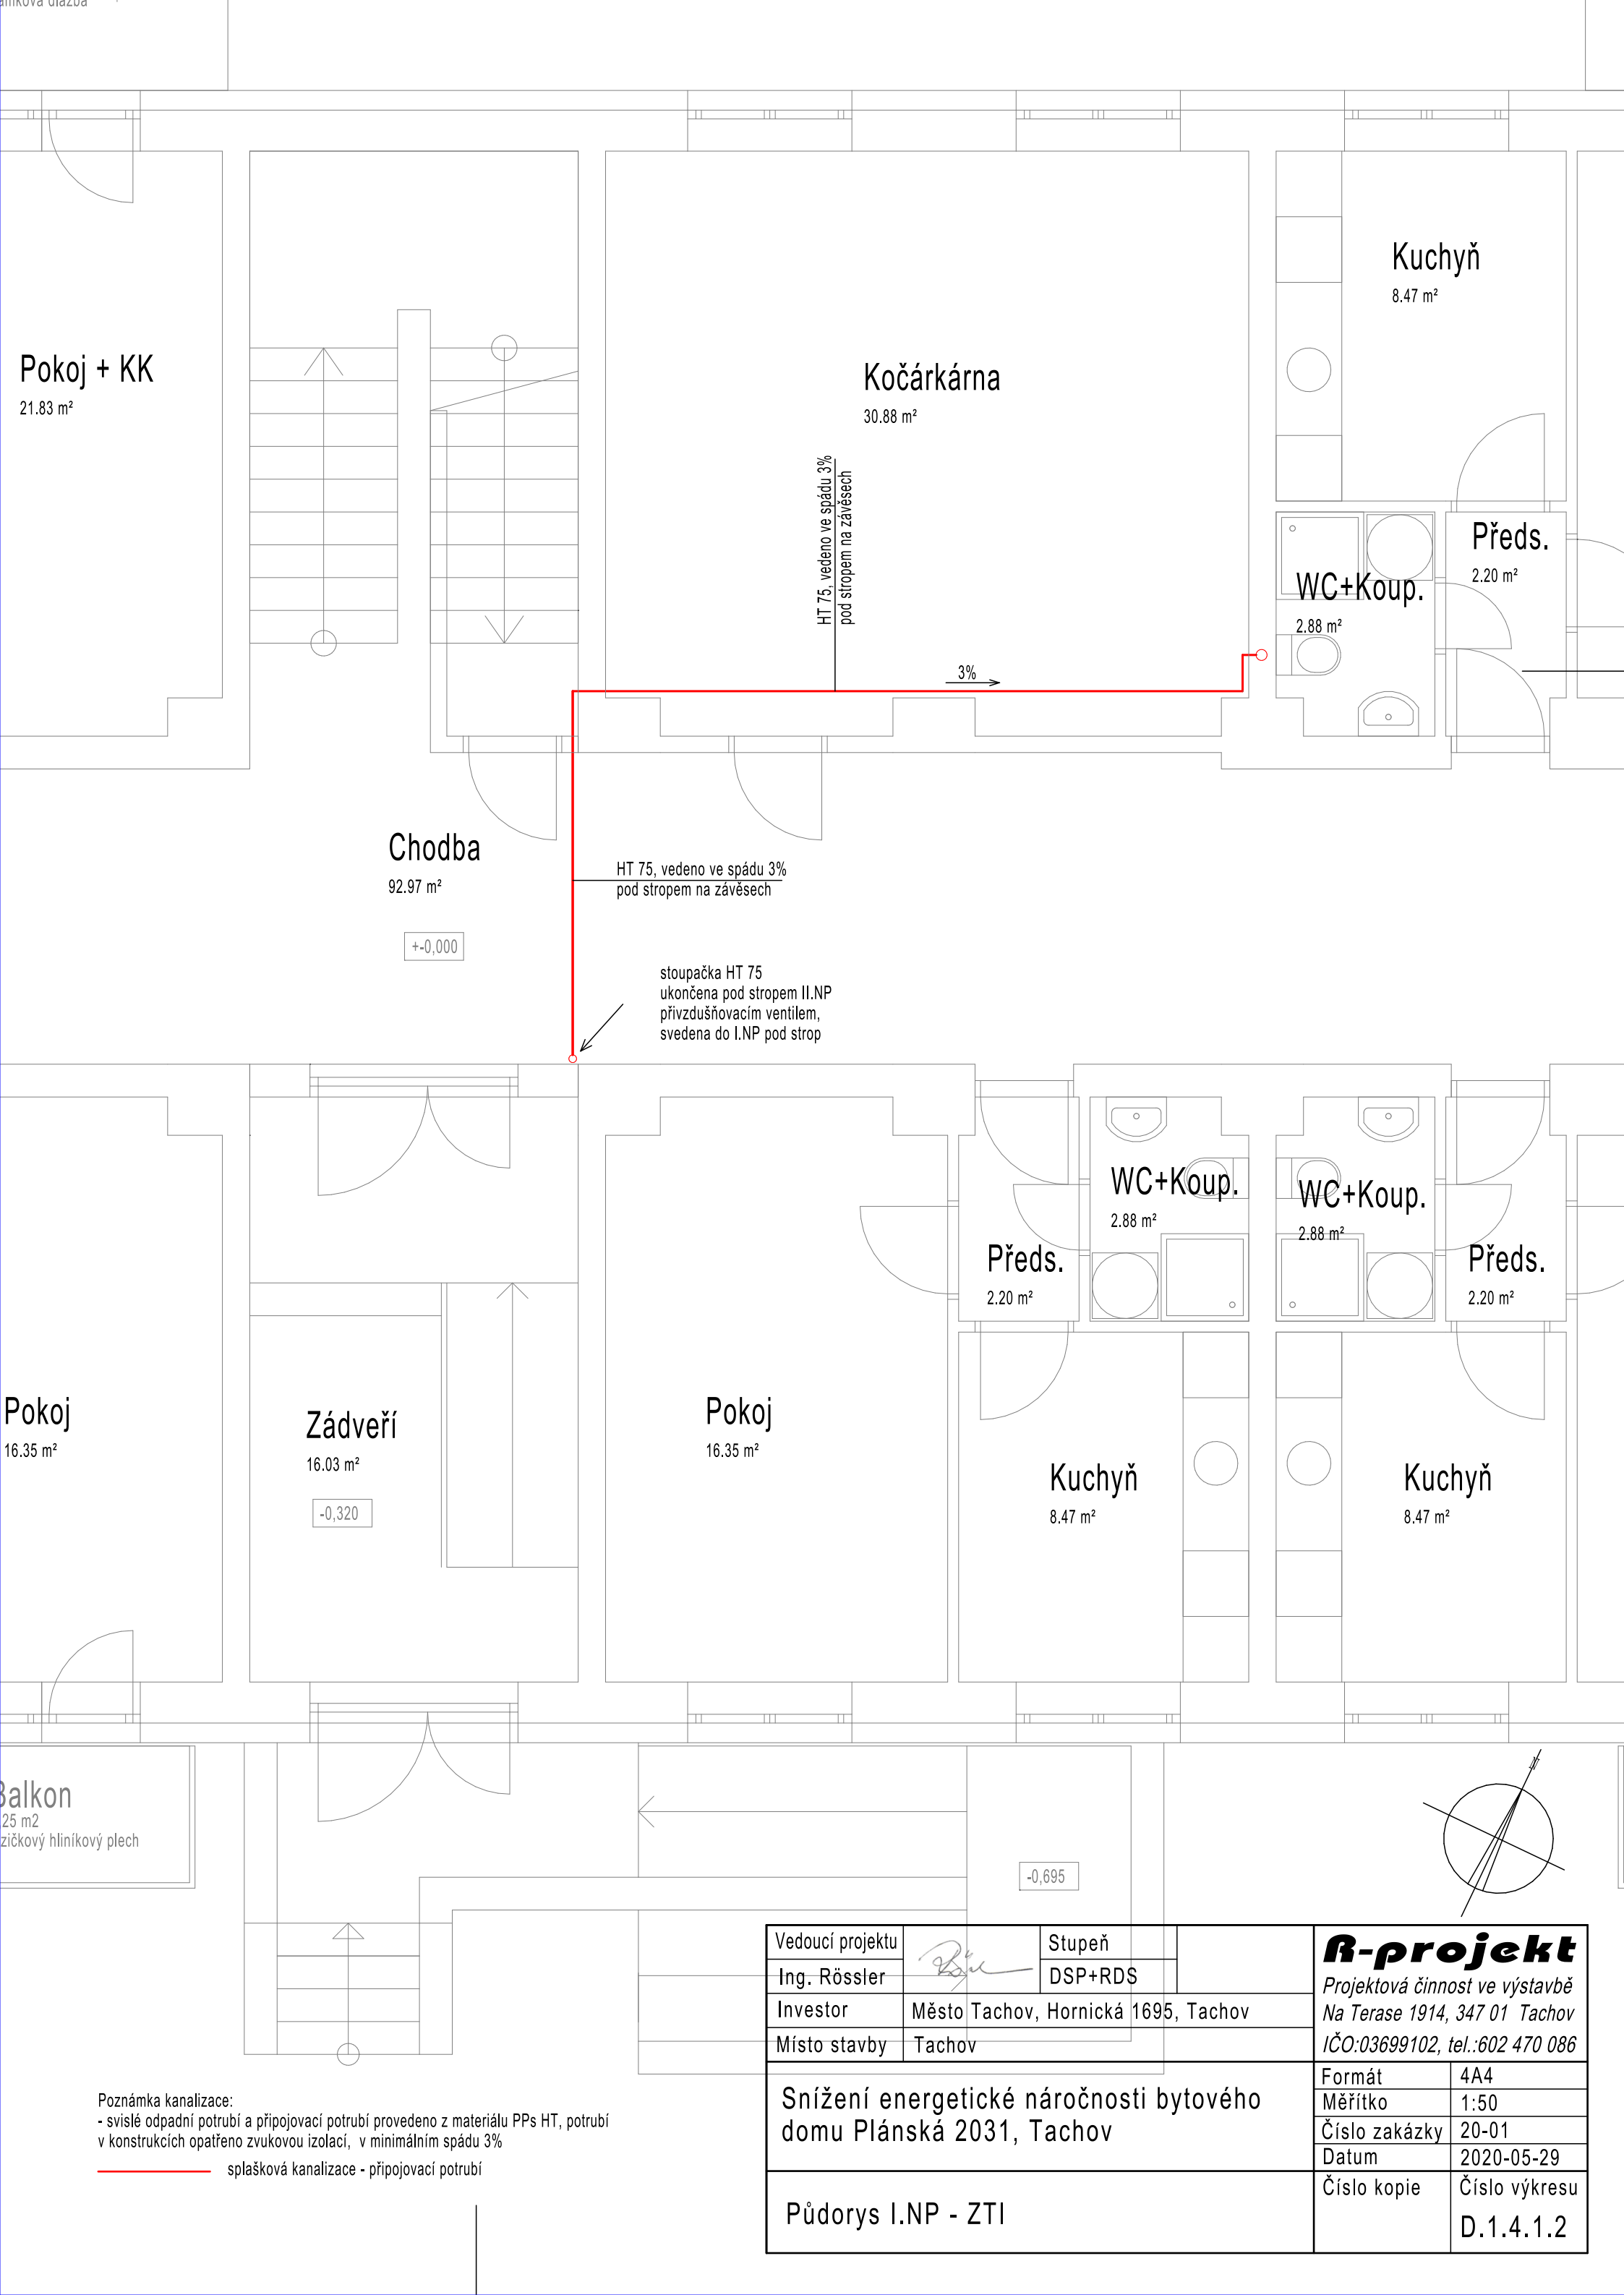 Kuchyň
8.47 m²
Pokoj + KK
21.83 m²
Kočárkárna
30.88 m²
HT 75, vedeno ve spádu 3%
pod stropem na závěsech
Předs.
2.20 m²
WC+Koup.
2.88 m²
3%
Chodba
92.97 m²
HT 75, vedeno ve spádu 3%
pod stropem na závěsech
+-0,000
stoupačka HT 75
ukončena pod stropem II.NP
přivzdušňovacím ventilem,
svedena do I.NP pod strop
WC+Koup.
2.88 m²
WC+Koup.
2.88 m²
Předs.
2.20 m²
Předs.
2.20 m²
Pokoj
16.35 m²
Zádveří
16.03 m²
-0,320
Pokoj
16.35 m²
Kuchyň
8.47 m²
Kuchyň
8.47 m²
N
Balkon
25 m2
zičkový hliníkový plech
-0,695
Vedoucí projektu
Stupeň
Ing. Rössler
DSP+RDS
Investor
Město Tachov, Hornická 1695, Tachov
Místo stavby
Tachov
R-projekt
Projektová činnost ve výstavbě
Na Terase 1914, 347 01 Tachov
IČO:03699102, tel.:602 470 086
Snížení energetické náročnosti bytového
domu Plánská 2031, Tachov
Formát 4A4
Měřítko 1:50
Číslo zakázky 20-01
Datum 2020-05-29
Číslo kopie
Číslo výkresu
D.1.4.1.2
Půdorys I.NP - ZTI
Poznámka kanalizace:
- svislé odpadní potrubí a připojovací potrubí provedeno z materiálu PPs HT, potrubí
v konstrukcích opatřeno zvukovou izolací, v minimálním spádu 3%
splašková kanalizace - připojovací potrubí